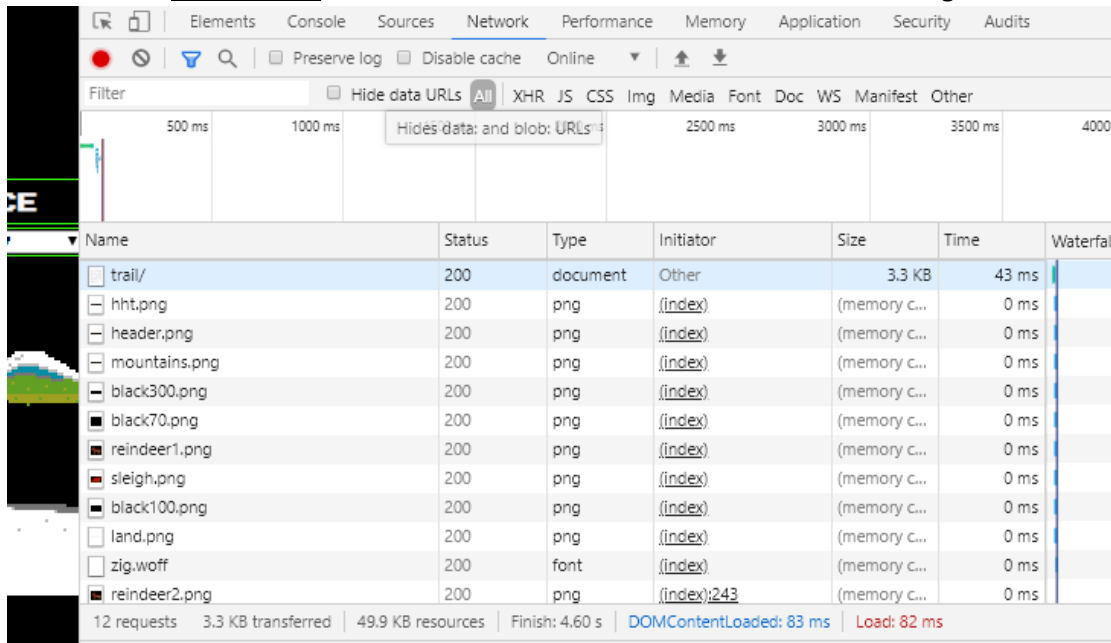 Elements Console Sources Network Performance Memory Application Security Audits
Preserve log Disable cache Online
Filter Hide data URLs All XHR JS CSS Img Media Font Doc WS Manifest Other
500 ms 1000 ms 2500 ms 3000 ms 3500 ms 4000
Hides data: and blob: URLs
CE
Name Status Type Initiator Size Time Waterfal
trail/ 200 document Other 3.3 KB 43 ms
hht.png 200 png (index) (memory c... 0 ms
header.png 200 png (index) (memory c... 0 ms
mountains.png 200 png (index) (memory c... 0 ms
black300.png 200 png (index) (memory c... 0 ms
black70.png 200 png (index) (memory c... 0 ms
reindeer1.png 200 png (index) (memory c... 0 ms
sleigh.png 200 png (index) (memory c... 0 ms
black100.png 200 png (index) (memory c... 0 ms
land.png 200 png (index) (memory c... 0 ms
zig.woff 200 font (index) (memory c... 0 ms
reindeer2.png 200 png (index):243 (memory c... 0 ms
12 requests 3.3 KB transferred 49.9 KB resources Finish: 4.60 s DOMContentLoaded: 83 ms Load: 82 ms